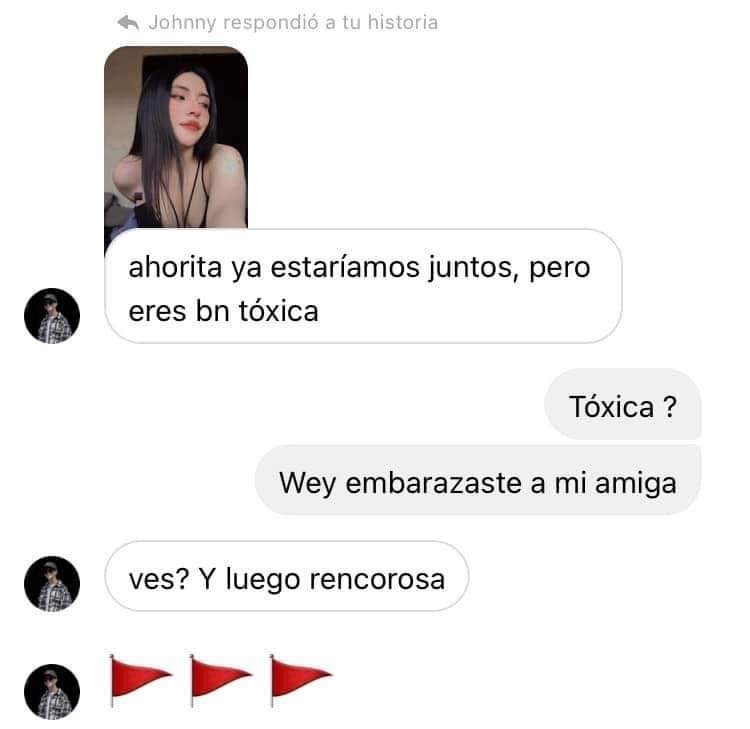 Johnny respondió a tu historia
ahorita ya estaríamos juntos, pero
eres bn tóxica
Tóxica ?
Wey embarazaste a mi amiga
ves? Y luego rencorosa
🚩🚩🚩